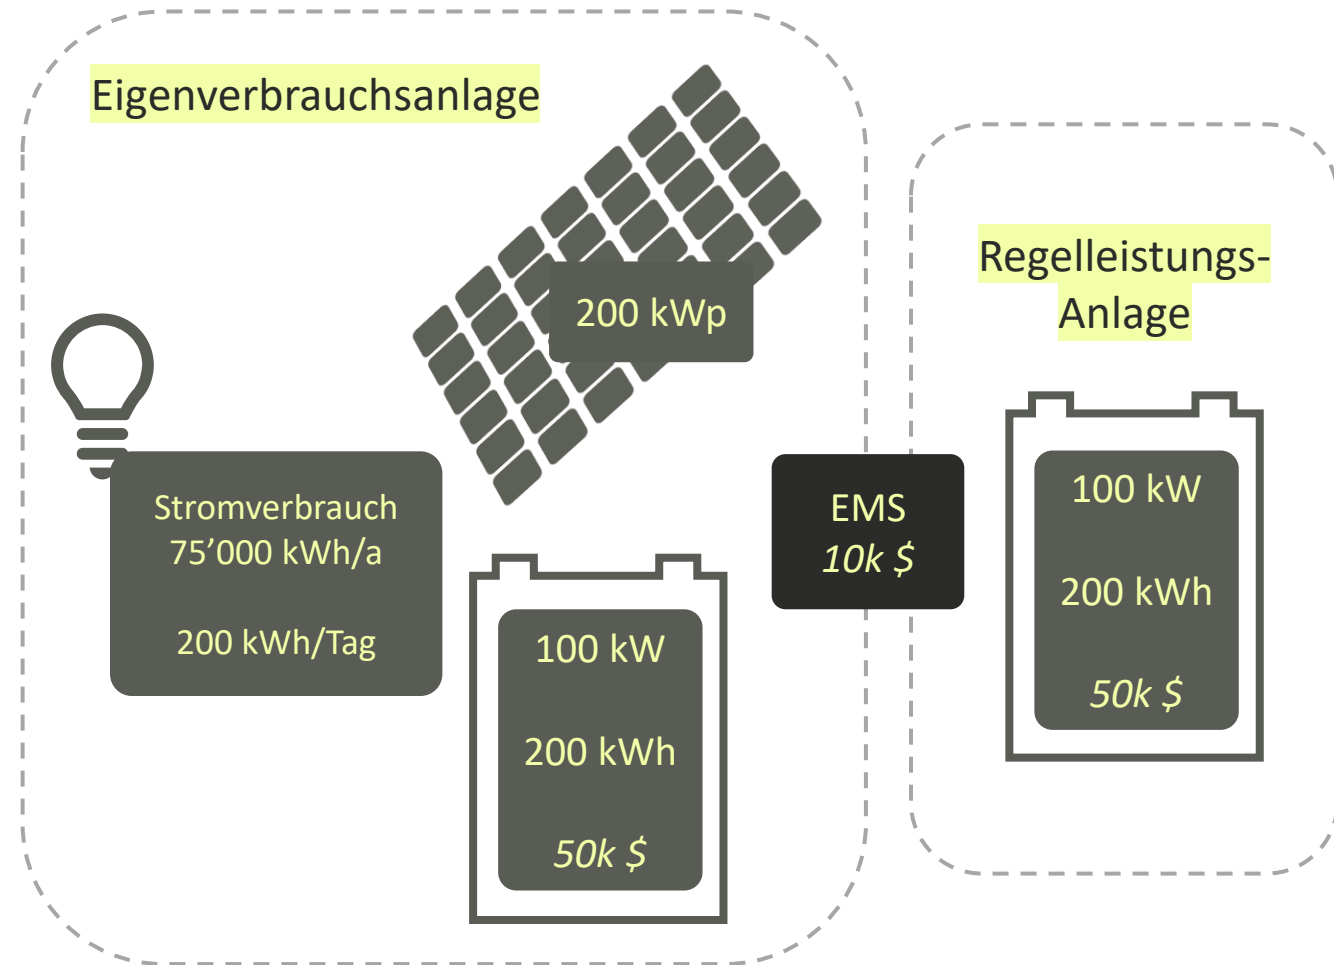 Eigenverbrauchsanlage
200 kWp
Stromverbrauch
75’000 kWh/a
200 kWh/Tag
100 kW
200 kWh
50k $
EMS
10k $
Regelleistungs-
Anlage
100 kW
200 kWh
50k $